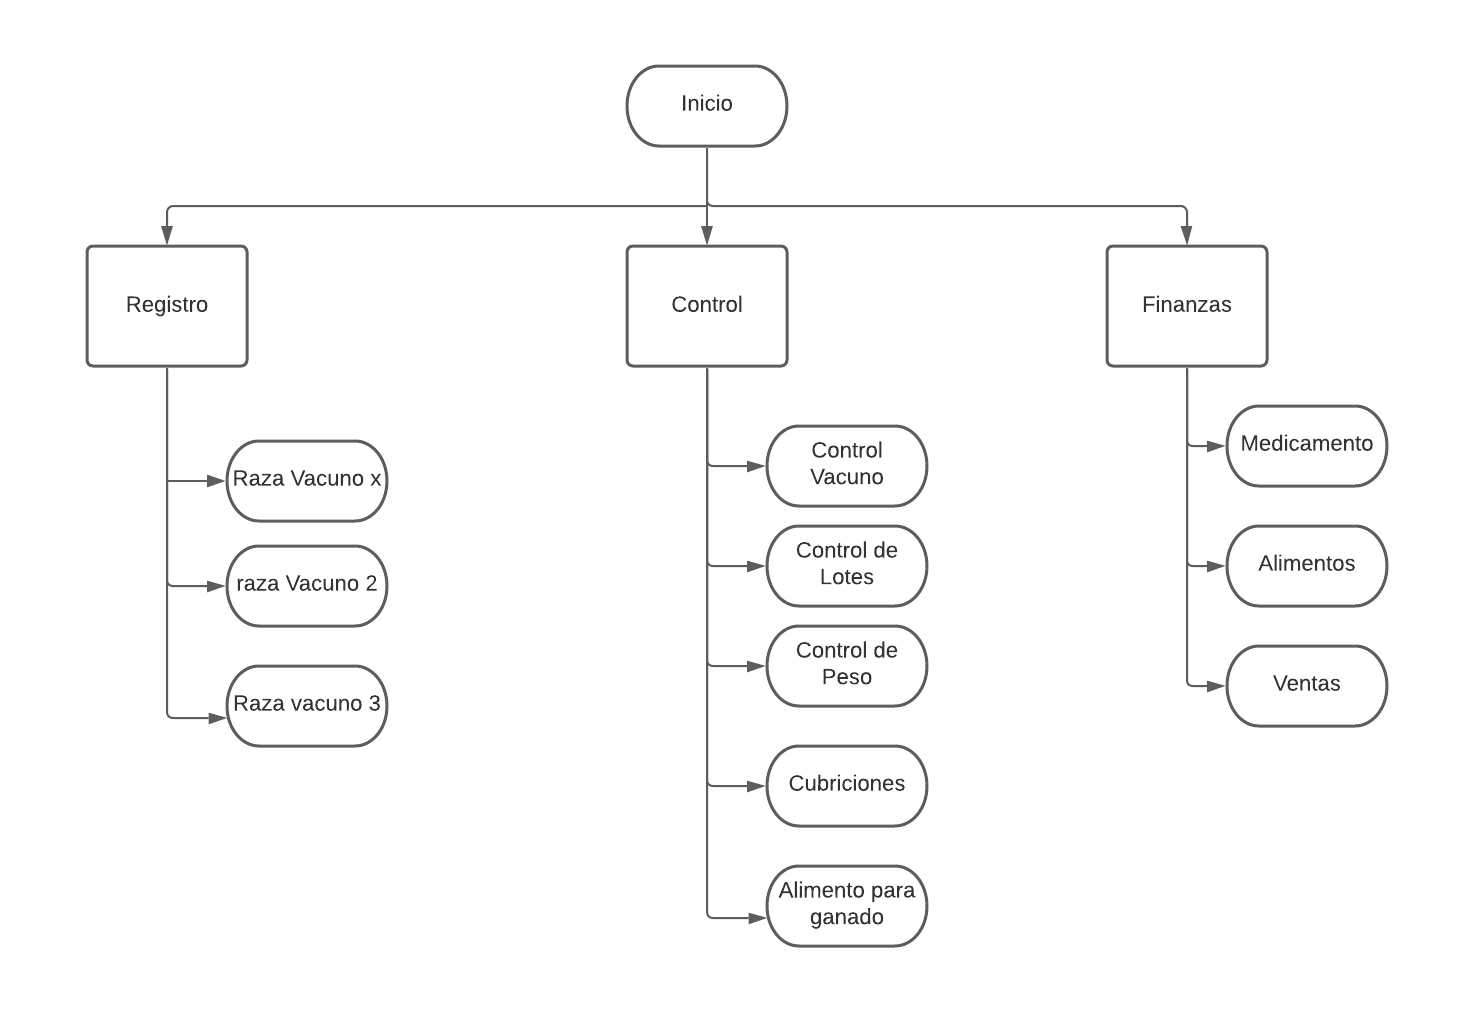 Inicio
Registro
Control
Finanzas
Raza Vacuno x
raza Vacuno 2
Raza vacuno 3
Control
Vacuno
Control de
Lotes
Control de
Peso
Cubriciones
Alimento para
ganado
Medicamento
Alimentos
Ventas